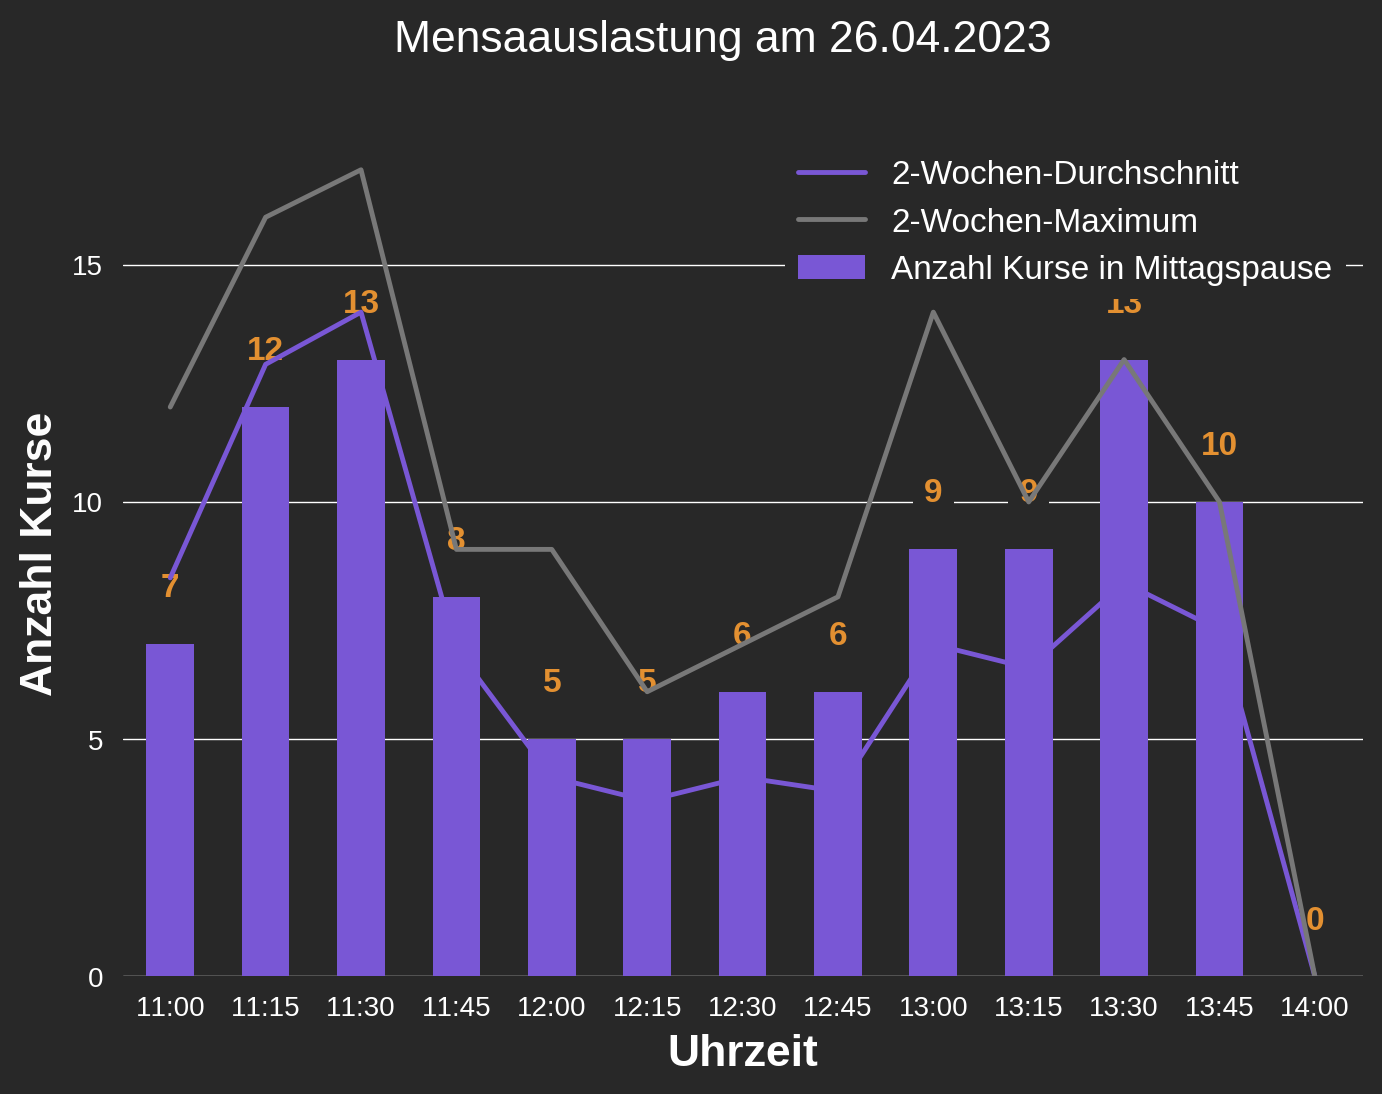 Mensaauslastung am 26.04.2023
2-Wochen-Durchschnitt
2-Wochen-Maximum
Anzahl Kurse in Mittagspause
Anzahl Kurse
15
10
5
0
7
12
13
8
5
5
6
6
9
9
13
10
0
11:00 11:15 11:30 11:45 12:00 12:15 12:30 12:45 13:00 13:15 13:30 13:45 14:00
Uhrzeit